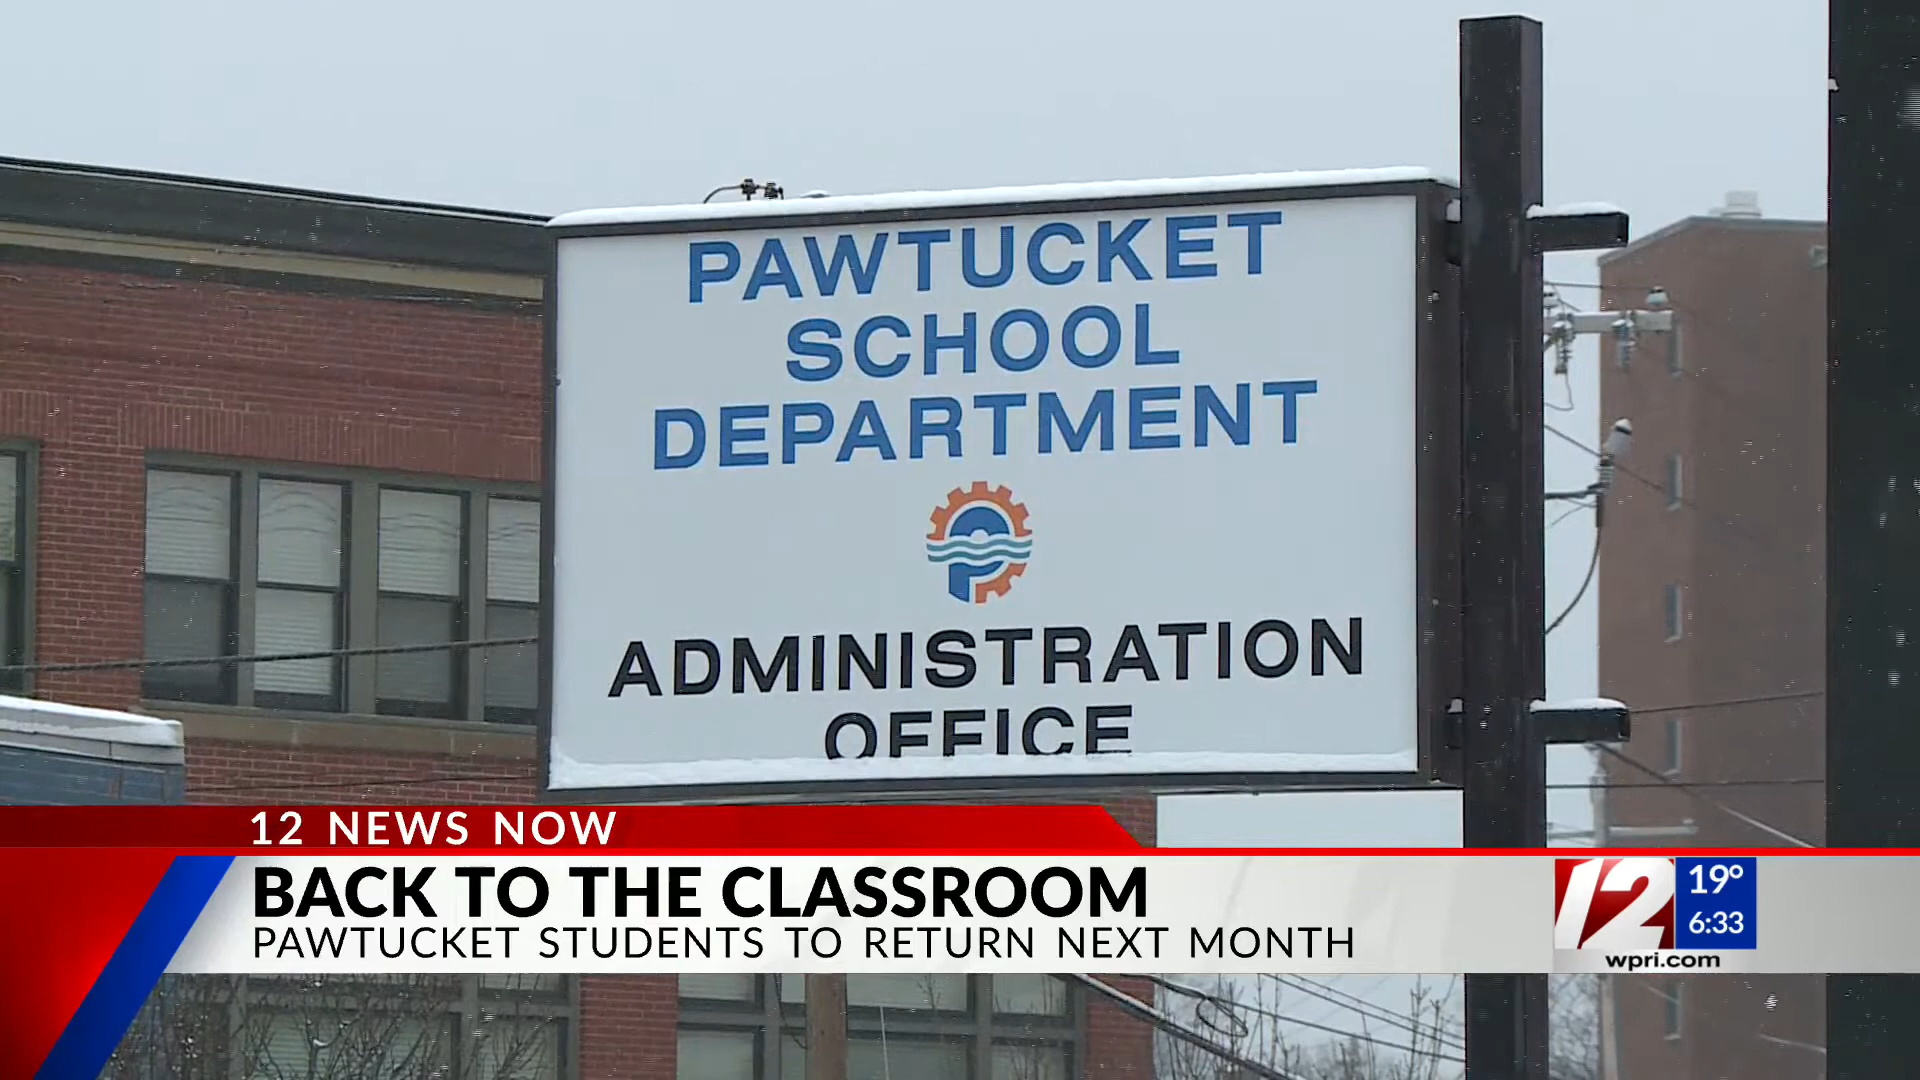 PAWTUCKET
SCHOOL
DEPARTMENT
P
ADMINISTRATION
OFFICE
12 NEWS NOW
BACK TO THE CLASSROOM
PAWTUCKET STUDENTS TO RETURN NEXT MONTH
12
19°
6:33
wpri.com